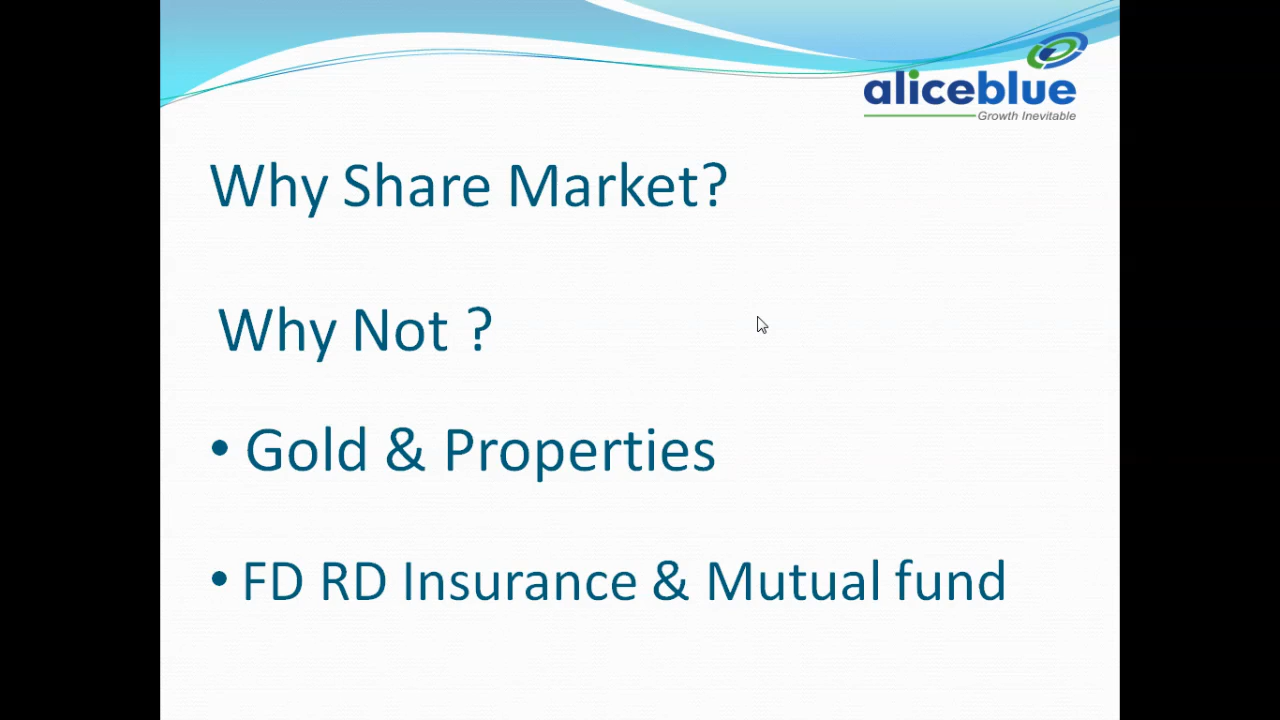 aliceblue
Growth Inevitable
Why Share Market?
Why Not ?
• Gold & Properties
• FD RD Insurance & Mutual fund